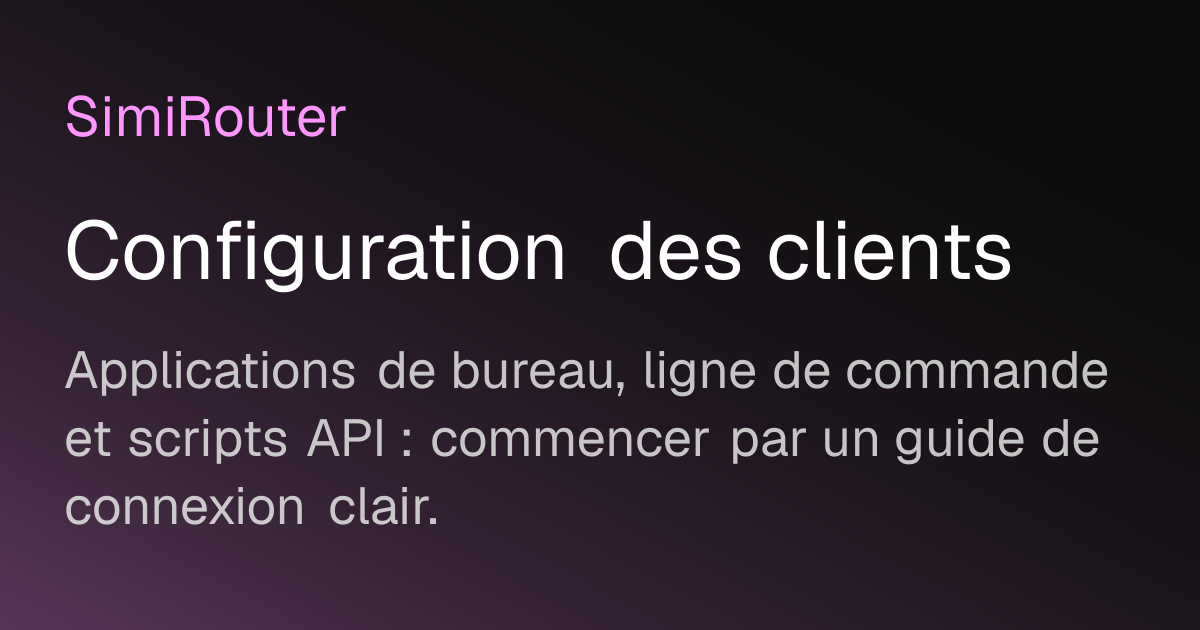 SimiRouter
Configuration des clients
Applications de bureau, ligne de commande
et scripts API : commencer par un guide de
connexion clair.